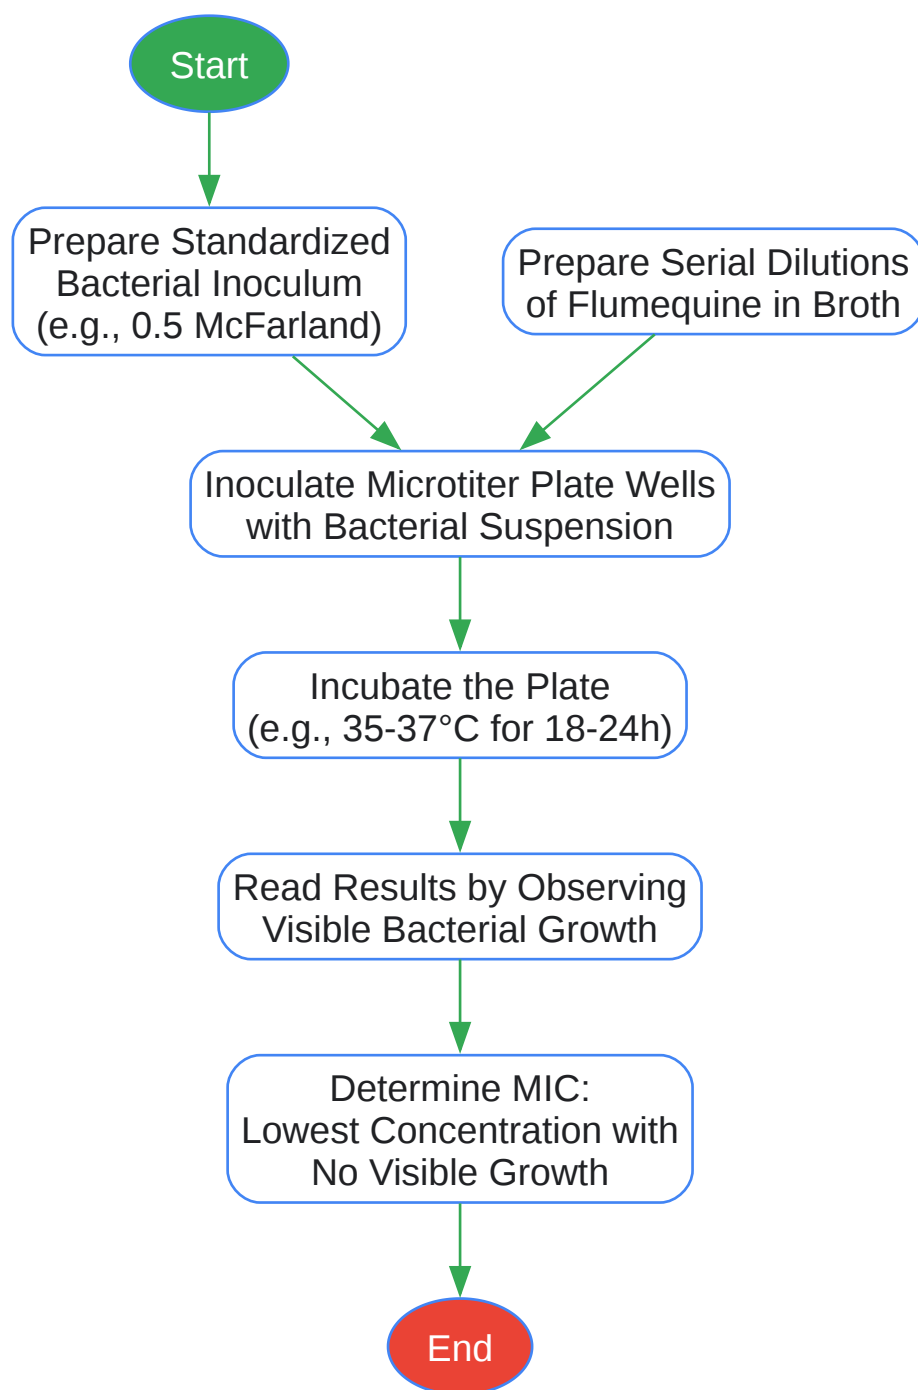 Start
Prepare Standardized
Bacterial Inoculum
(e.g., 0.5 McFarland)
Prepare Serial Dilutions
of Flumequine in Broth
Inoculate Microtiter Plate Wells
with Bacterial Suspension
Incubate the Plate
(e.g., 35-37°C for 18-24h)
Read Results by Observing
Visible Bacterial Growth
Determine MIC:
Lowest Concentration with
No Visible Growth
End